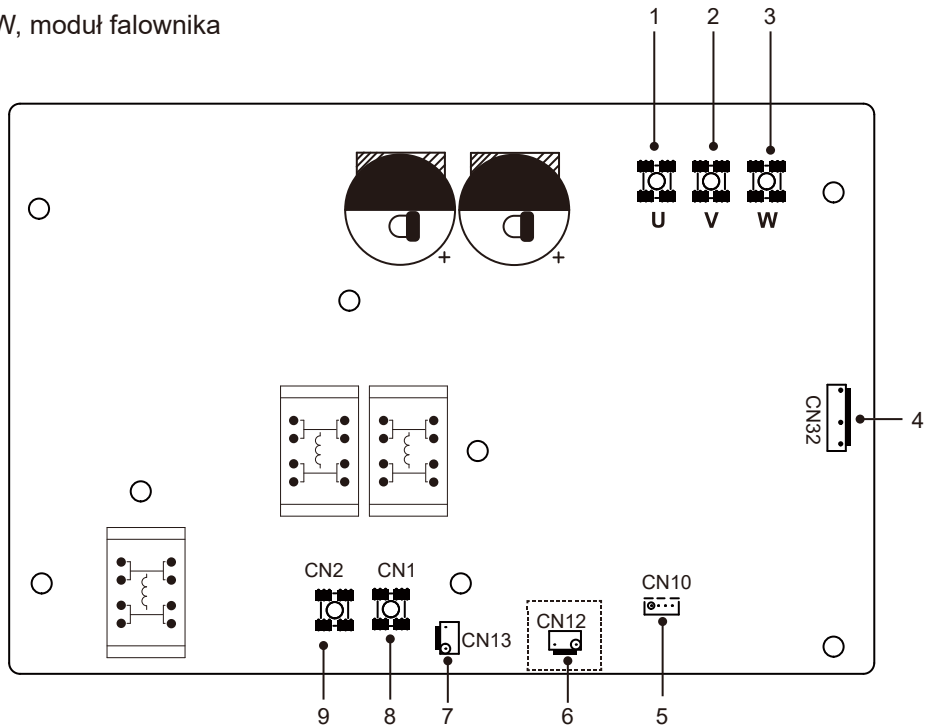 W, moduł falownika
1 2 3
U V W
+ +
CN32
4
CN2 CN1
CN10
CN12
CN13
9 8 7 6 5